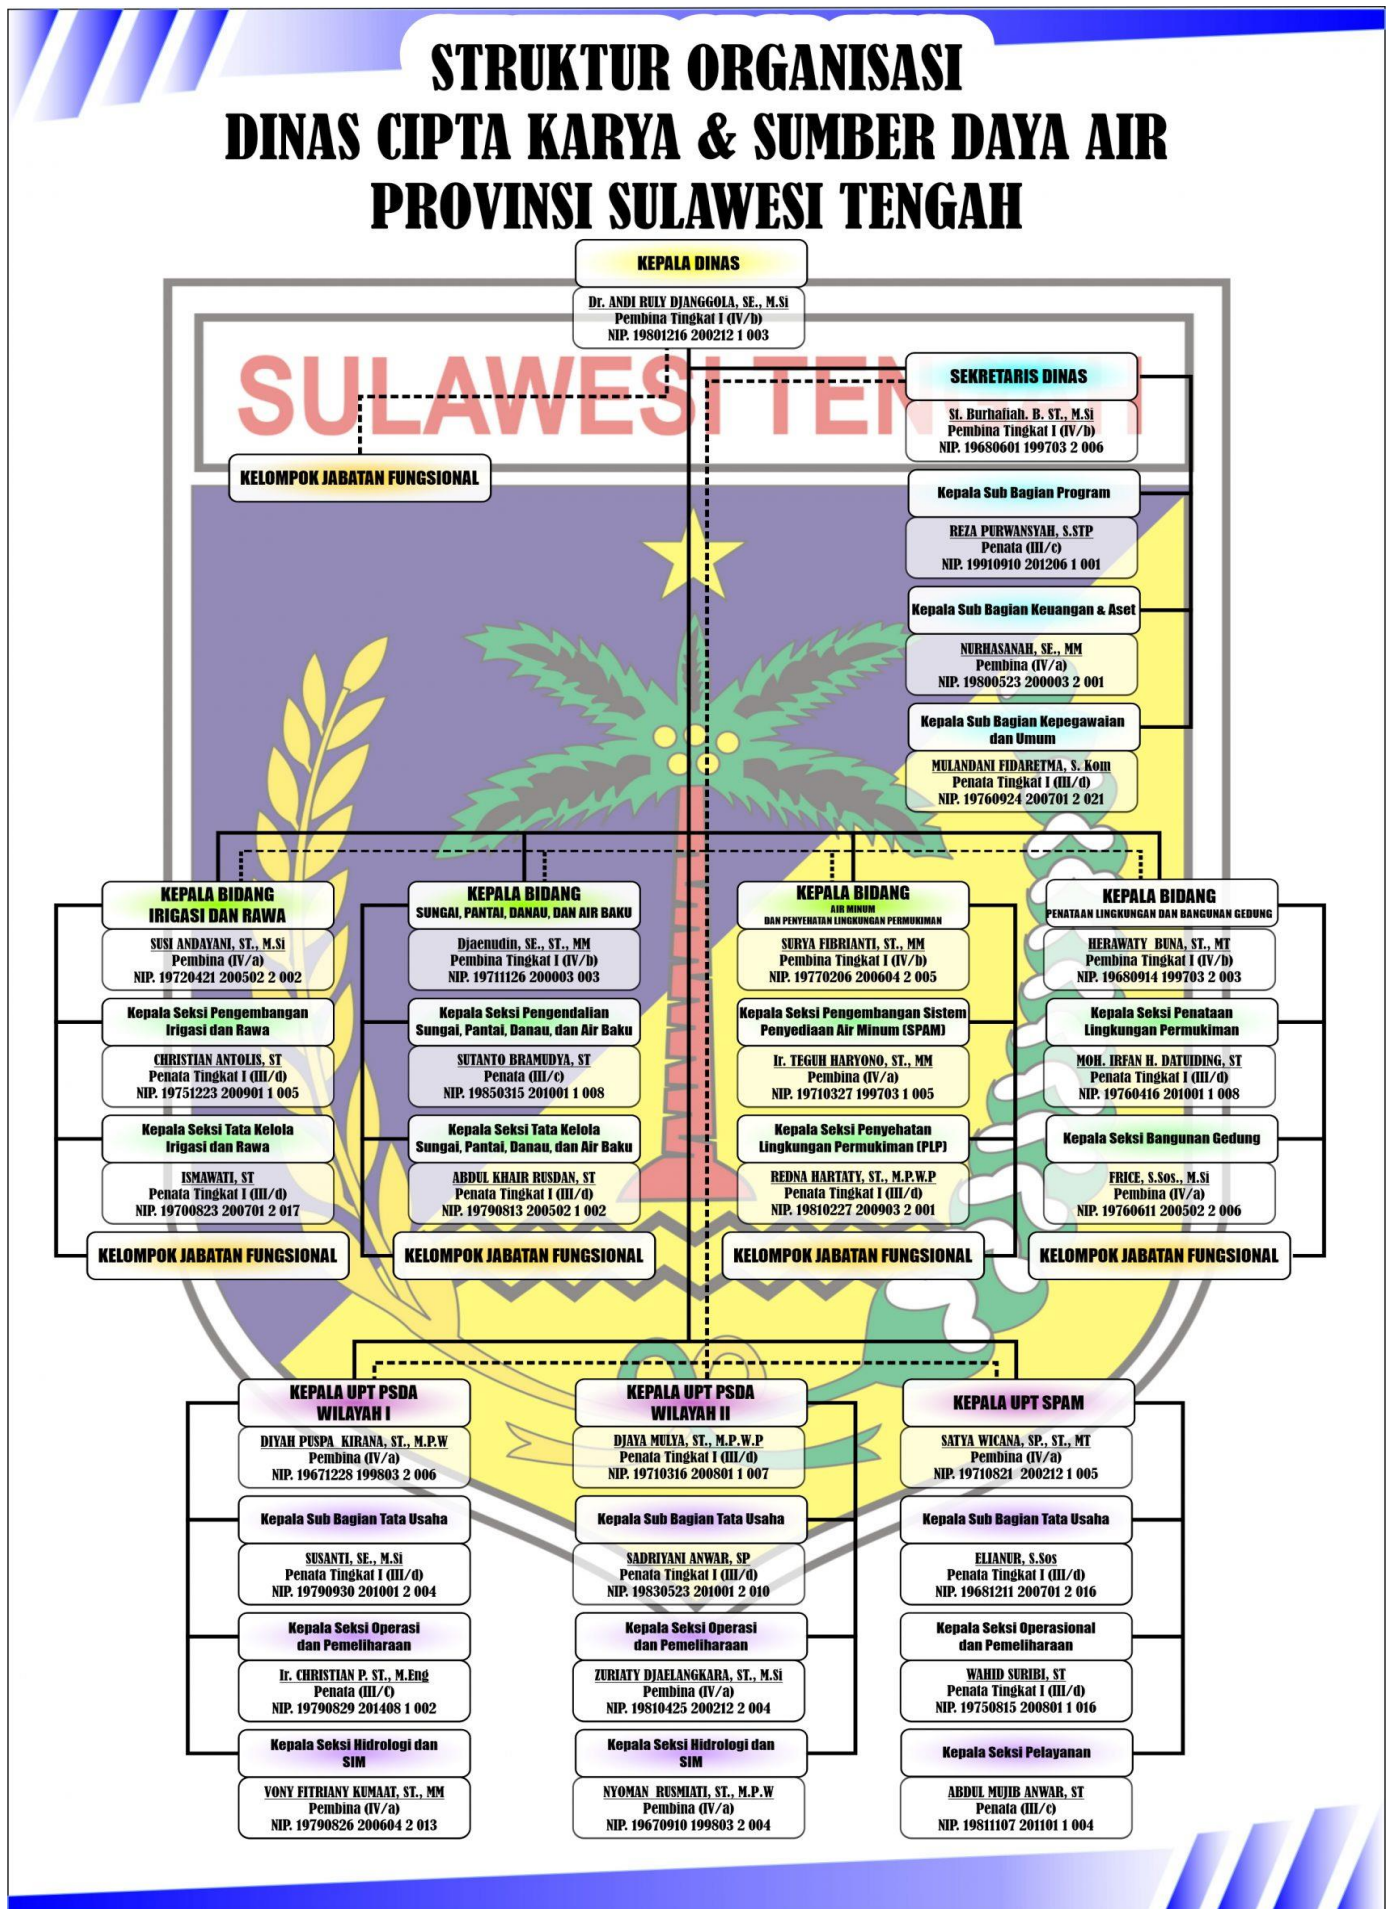 STRUKTUR ORGANISASI
DINAS CIPTA KARYA & SUMBER DAYA AIR
PROVINSI SULAWESI TENGAH
SULAWESI TENGAH
KEPALA DINAS
Dr. ANDI RULY DJANGGOLA, SE., M.Si
Pembina Tingkat I (IV/b)
NIP. 19801216 200212 1 003
SEKRETARIS DINAS
St. Burhafiah. B. ST., M.Si
Pembina Tingkat I (IV/b)
NIP. 19680601 199703 2 006
KELOMPOK JABATAN FUNGSIONAL
Kepala Sub Bagian Program
REZA PURWANSYAH, S.STP
Penata (III/c)
NIP. 19910910 201206 1 001
Kepala Sub Bagian Keuangan & Aset
NURHASANAH, SE., MM
Pembina (IV/a)
NIP. 19800523 200003 2 001
Kepala Sub Bagian Kepegawaian
dan Umum
MULANDANI FIDARETMA, S. Kom
Penata Tingkat I (III/d)
NIP. 19760924 200701 2 021
KEPALA BIDANG
IRIGASI DAN RAWA
SUSI ANDAYANI, ST., M.Si
Pembina (IV/a)
NIP. 19720421 200502 2 002
Kepala Seksi Pengembangan
Irigasi dan Rawa
CHRISTIAN ANTOLIS, ST
Penata Tingkat I (III/d)
NIP. 19751223 200901 1 005
Kepala Seksi Tata Kelola
Irigasi dan Rawa
ISMAWATI, ST
Penata Tingkat I (III/d)
NIP. 19700823 200701 2 017
KELOMPOK JABATAN FUNGSIONAL
KEPALA BIDANG
SUNGAI, PANTAI, DANAU, DAN AIR BAKU
Djaenudin, SE., ST., MM
Pembina Tingkat I (IV/b)
NIP. 19711126 200003 003
Kepala Seksi Pengendalian
Sungai, Pantai, Danau, dan Air Baku
SUTANTO BRAMUDYA, ST
Penata (III/c)
NIP. 19850315 201001 1 008
Kepala Seksi Tata Kelola
Sungai, Pantai, Danau, dan Air Baku
ABDUL KHAIR RUSDAN, ST
Penata Tingkat I (III/d)
NIP. 19790813 200502 1 002
KELOMPOK JABATAN FUNGSIONAL
KEPALA BIDANG
AIR MINUM
DAN PENYEHATAN LINGKUNGAN PERMUKIMAN
SURYA FIBRIANTI, ST., MM
Pembina Tingkat I (IV/b)
NIP. 19770206 200604 2 005
Kepala Seksi Pengembangan Sistem
Penyediaan Air Minum (SPAM)
Ir. TEGUH HARYONO, ST., MM
Pembina (IV/a)
NIP. 19710327 199703 1 005
Kepala Seksi Penyehatan
Lingkungan Permukiman (PLP)
REDNA HARTATY, ST., M.P.W.P
Penata Tingkat I (III/d)
NIP. 19810227 200903 2 001
KELOMPOK JABATAN FUNGSIONAL
KEPALA BIDANG
PENATAAN LINGKUNGAN DAN BANGUNAN GEDUNG
HERAWATY BUNA, ST., MT
Pembina Tingkat I (IV/b)
NIP. 19680914 199703 2 003
Kepala Seksi Penataan
Lingkungan Permukiman
MOH. IRFAN H. DATUIDING, ST
Penata Tingkat I (III/d)
NIP. 19760416 201001 1 008
Kepala Seksi Bangunan Gedung
FRICE, S.Sos., M.Si
Pembina (IV/a)
NIP. 19760611 200502 2 006
KELOMPOK JABATAN FUNGSIONAL
KEPALA UPT PSDA
WILAYAH I
DIYAH PUSPA KIRANA, ST., M.P.W
Pembina (IV/a)
NIP. 19671228 199803 2 006
Kepala Sub Bagian Tata Usaha
SUSANTI, SE., M.Si
Penata Tingkat I (III/d)
NIP. 19790930 201001 2 004
Kepala Seksi Operasi
dan Pemeliharaan
Ir. CHRISTIAN P. ST., M.Eng
Penata (III/C)
NIP. 19790829 201408 1 002
Kepala Seksi Hidrologi dan
SIM
VONY FITRIANY KUMAAT, ST., MM
Pembina (IV/a)
NIP. 19790826 200604 2 013
KEPALA UPT PSDA
WILAYAH II
DJAYA MULYA, ST., M.P.W.P
Penata Tingkat I (III/d)
NIP. 19710316 200801 1 007
Kepala Sub Bagian Tata Usaha
SADRIYANI ANWAR, SP
Penata Tingkat I (III/d)
NIP. 19830523 201001 2 010
Kepala Seksi Operasi
dan Pemeliharaan
ZURIATY DJAELANGKARA, ST., M.Si
Pembina (IV/a)
NIP. 19810425 200212 2 004
Kepala Seksi Hidrologi dan
SIM
NYOMAN RUSMIATI, ST., M.P.W
Pembina (IV/a)
NIP. 19670910 199803 2 004
KEPALA UPT SPAM
SATYA WICANA, SP., ST., MT
Pembina (IV/a)
NIP. 19710821 200212 1 005
Kepala Sub Bagian Tata Usaha
ELIANUR, S.Sos
Penata Tingkat I (III/d)
NIP. 19681211 200701 2 016
Kepala Seksi Operasional
dan Pemeliharaan
WAHID SURIBI, ST
Penata Tingkat I (III/d)
NIP. 19750815 200801 1 016
Kepala Seksi Pelayanan
ABDUL MUJIB ANWAR, ST
Penata (III/c)
NIP. 19811107 201101 1 004